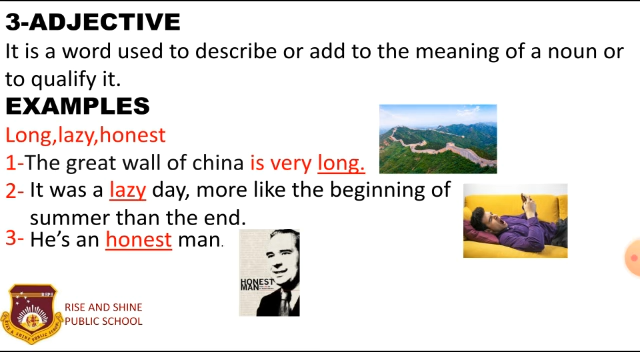 3-ADJECTIVE
It is a word used to describe or add to the meaning of a noun or
to qualify it.
EXAMPLES
Long,lazy,honest
1-The great wall of china is very long.
2- It was a lazy day, more like the beginning of
summer than the end.
3- He's an honest man.
HONEST
MAN
RISE AND SHINE
PUBLIC SCHOOL